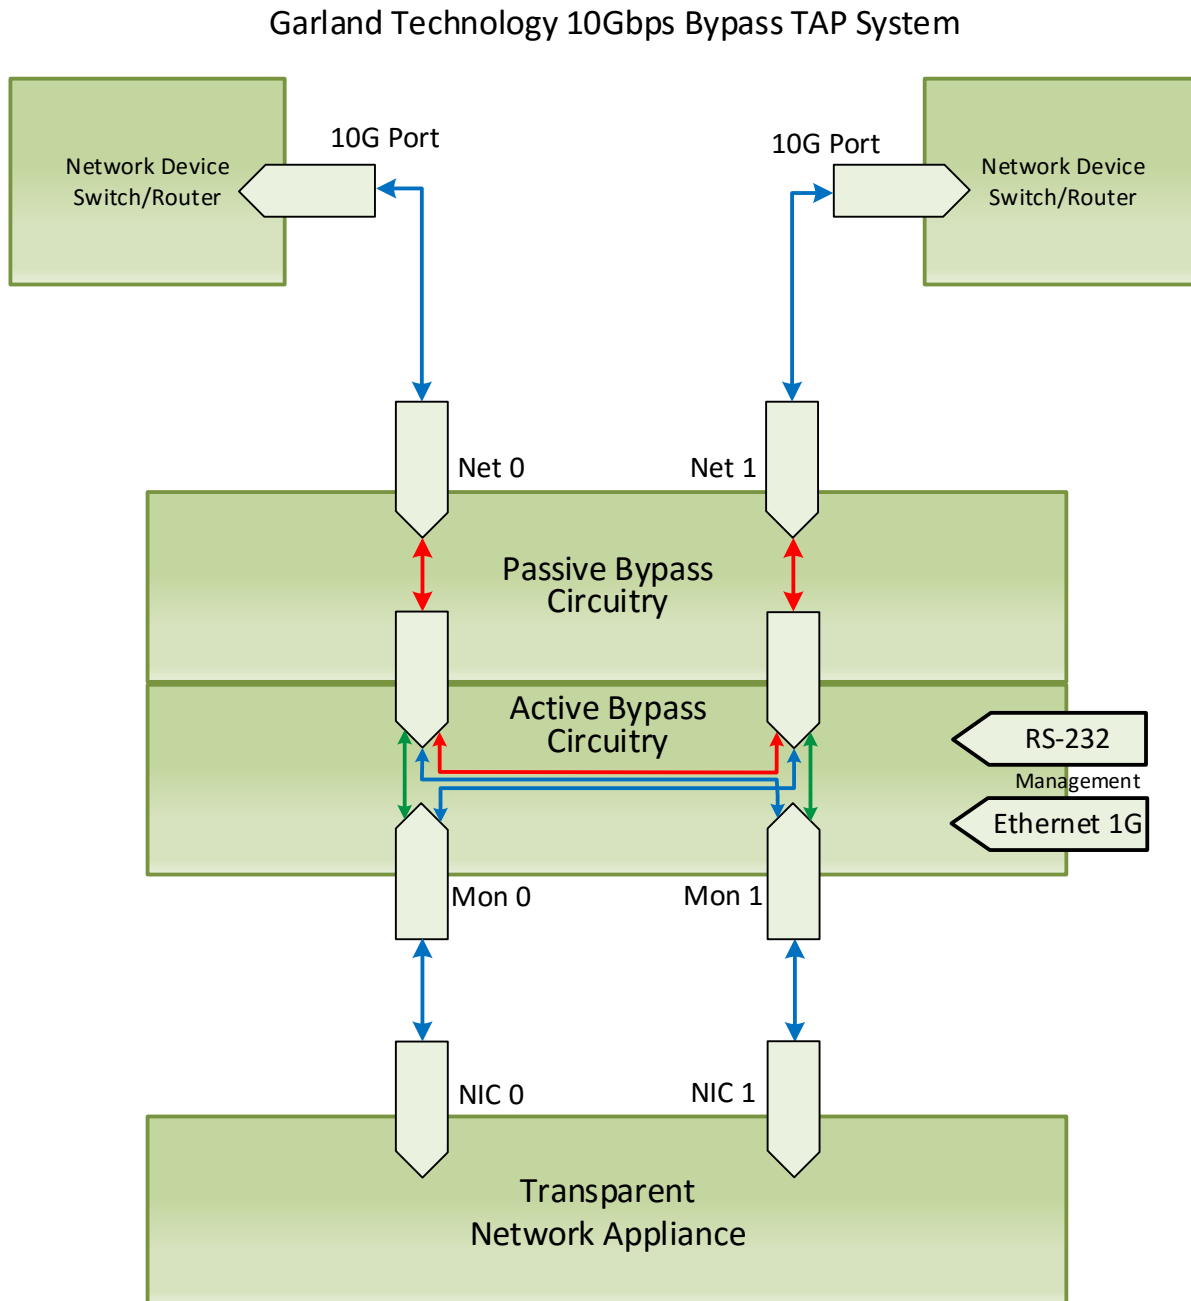 Garland Technology 10Gbps Bypass TAP System
10G Port
10G Port
Network Device
Switch/Router
Network Device
Switch/Router
Net 0
Net 1
Passive Bypass
Circuitry
Active Bypass
Circuitry
RS-232
Management
Ethernet 1G
Mon 0
Mon 1
NIC 0
NIC 1
Transparent
Network Appliance